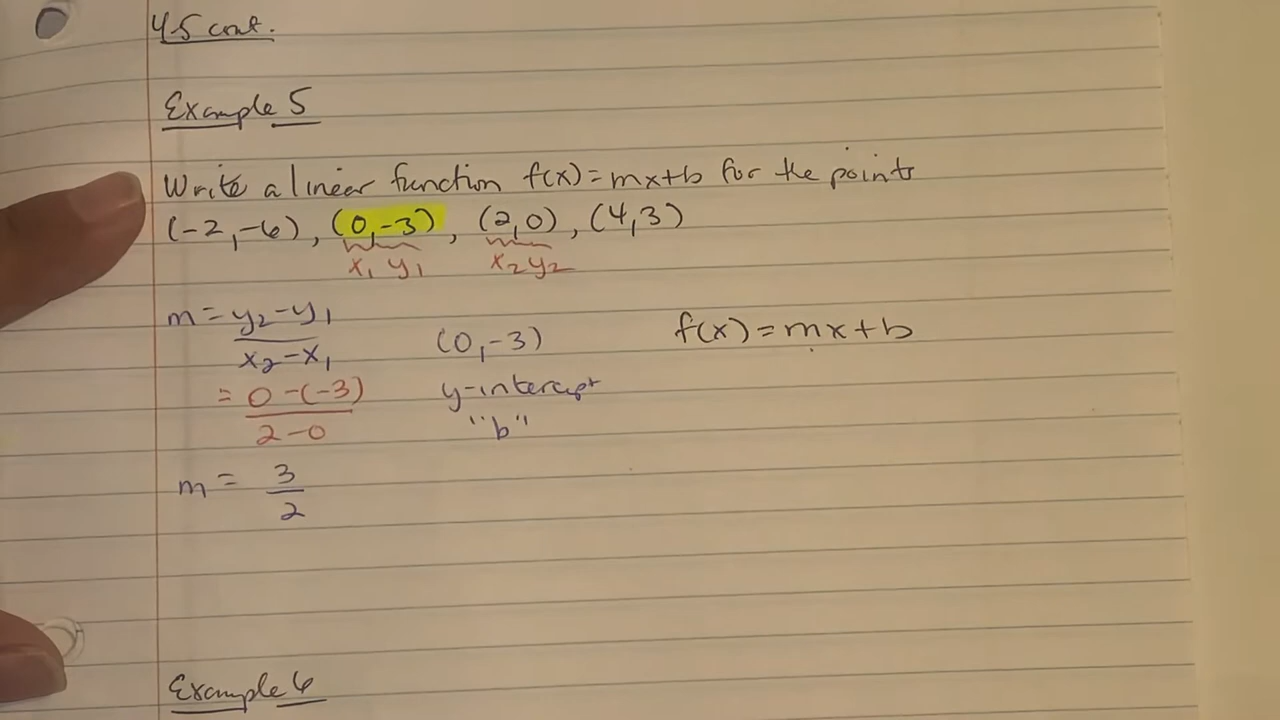 4.5 cont.
Example 5
Write a linear function f(x)=mx+b for the points
(-2,-6), (0,-3), (2,0), (4,3)
x₁ y₁ x₂ y₂
m = y₂-y₁
x₂-x₁
= 0-(-3)
2-0
m = 3
2
(0,-3)
y-intercept
"b"
f(x)=mx+b
Example 6